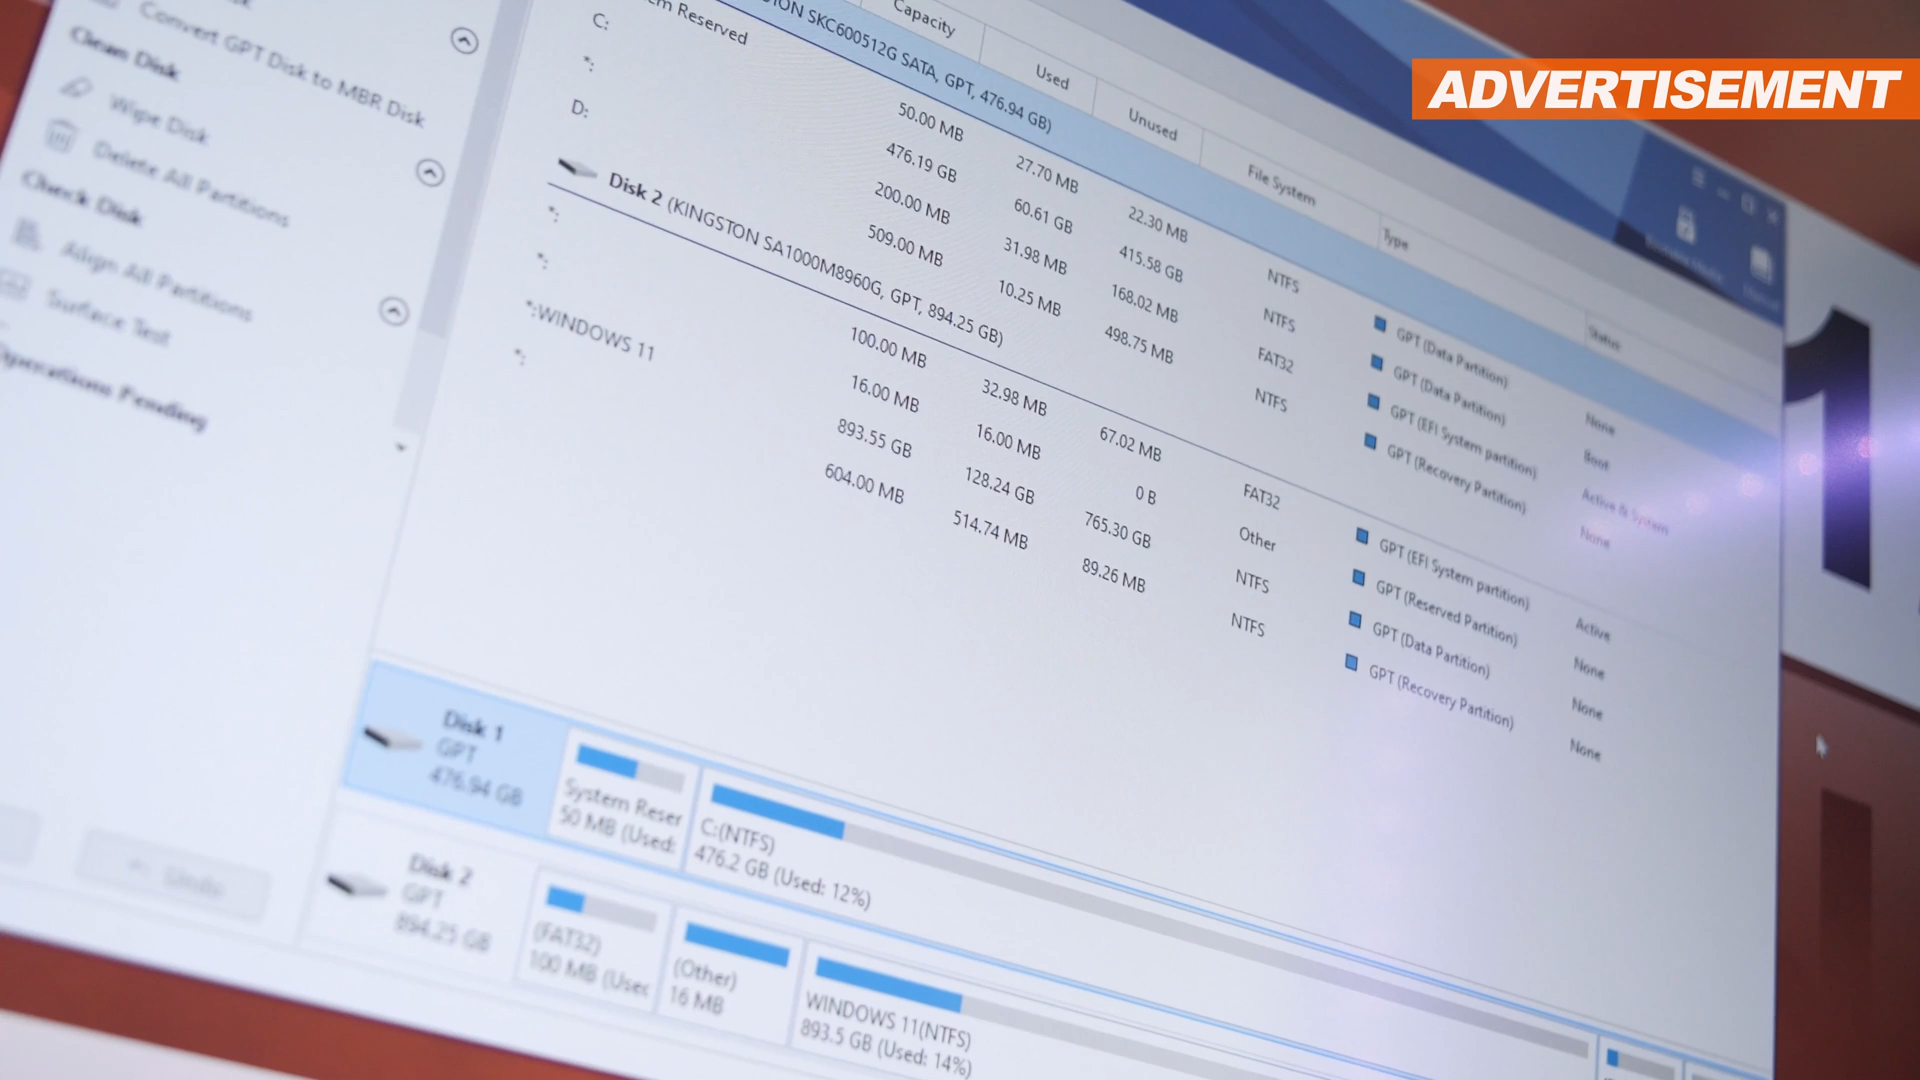 ADVERTISEMENT
Convert GPT Disk to MBR Disk
Clean Disk
Wipe Disk
Delete All Partitions
Check Disk
Align All Partitions
Surface Test
Operations Pending
Undo
Capacity Used Unused File System Type Status
SKC600512G SATA, GPT, 476.94 GB)
Reserved 50.00 MB 27.70 MB 22.30 MB NTFS GPT (Data Partition) None
C: 476.19 GB 60.61 GB 415.58 GB NTFS GPT (Data Partition) Boot
*: 200.00 MB 31.98 MB 168.02 MB FAT32 GPT (EFI System partition) Active & System
D: 509.00 MB 10.25 MB 498.75 MB NTFS GPT (Recovery Partition) None
Disk 2 (KINGSTON SA1000M8960G, GPT, 894.25 GB)
*: 100.00 MB 32.98 MB 67.02 MB FAT32 GPT (EFI System partition) Active
*: 16.00 MB 16.00 MB 0 B Other GPT (Reserved Partition) None
*:WINDOWS 11 893.55 GB 128.24 GB 765.30 GB NTFS GPT (Data Partition) None
*: 604.00 MB 514.74 MB 89.26 MB NTFS GPT (Recovery Partition) None
Disk 1
GPT
476.94 GB
System Reser
50 MB (Used:
C:(NTFS)
476.2 GB (Used: 12%)
Disk 2
GPT
894.25 GB
(FAT32)
100 MB (Used
(Other)
16 MB
WINDOWS 11(NTFS)
893.5 GB (Used: 14%)
1